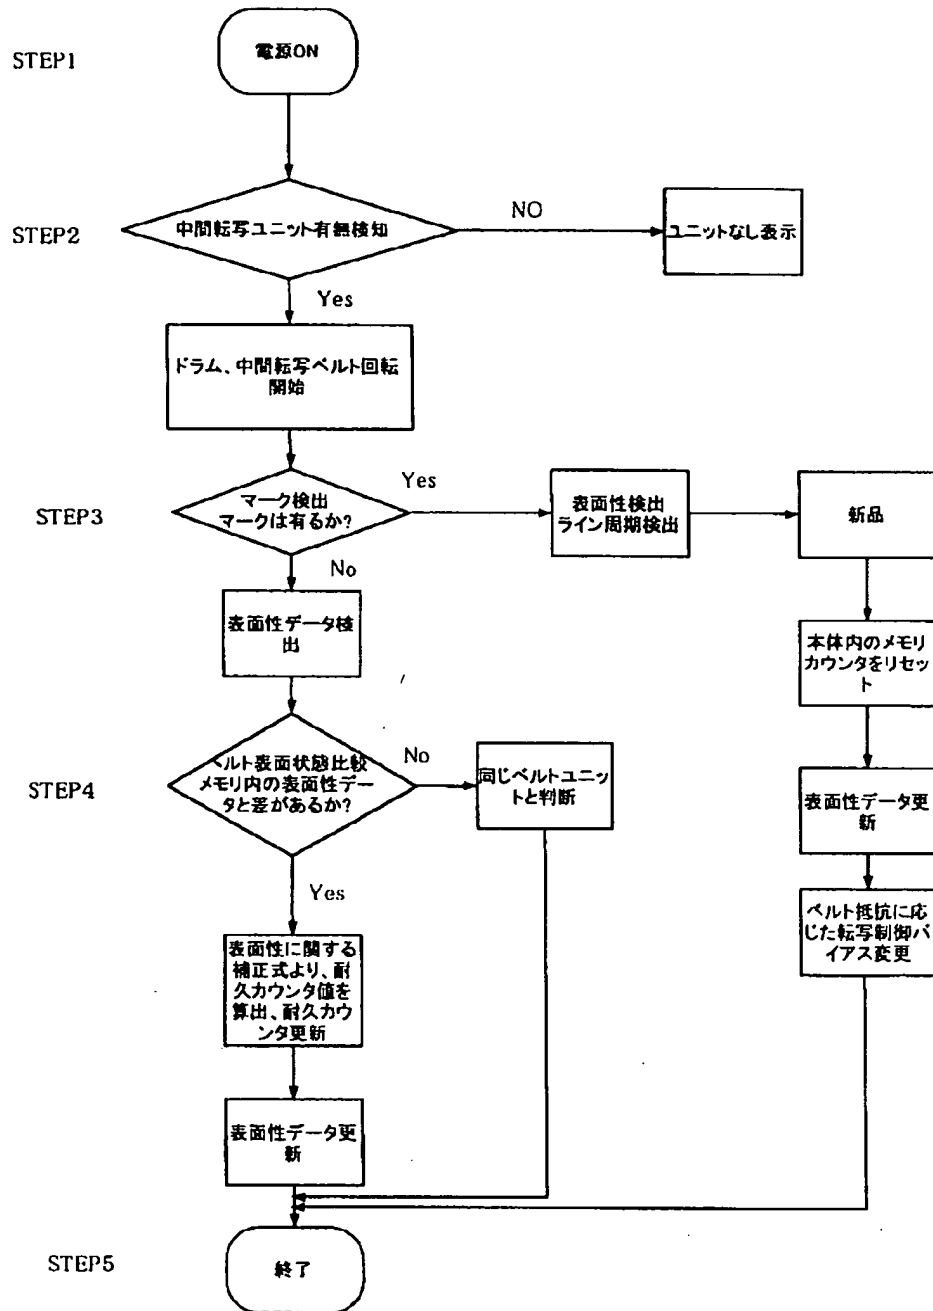 STEP1
電源ON
STEP2
中間転写ユニット有無検知
NO
ユニットなし表示
Yes
ドラム、中間転写ベルト回転
開始
STEP3
マーク検出
マークは有るか?
Yes
表面性検出
ライン周期検出
新品
No
表面性データ検
出
本体内のメモリ
カウンタをリセッ
ト
STEP4
ベルト表面状態比較
メモリ内の表面性デー
タと差があるか?
No
同じベルトユニッ
トと判断
表面性データ更
新
Yes
ベルト抵抗に応
じた転写制御バ
イアス変更
表面性に関する
補正式より、耐
久カウンタ値を
算出、耐久カウ
ンタ更新
表面性データ更
新
STEP5
終了